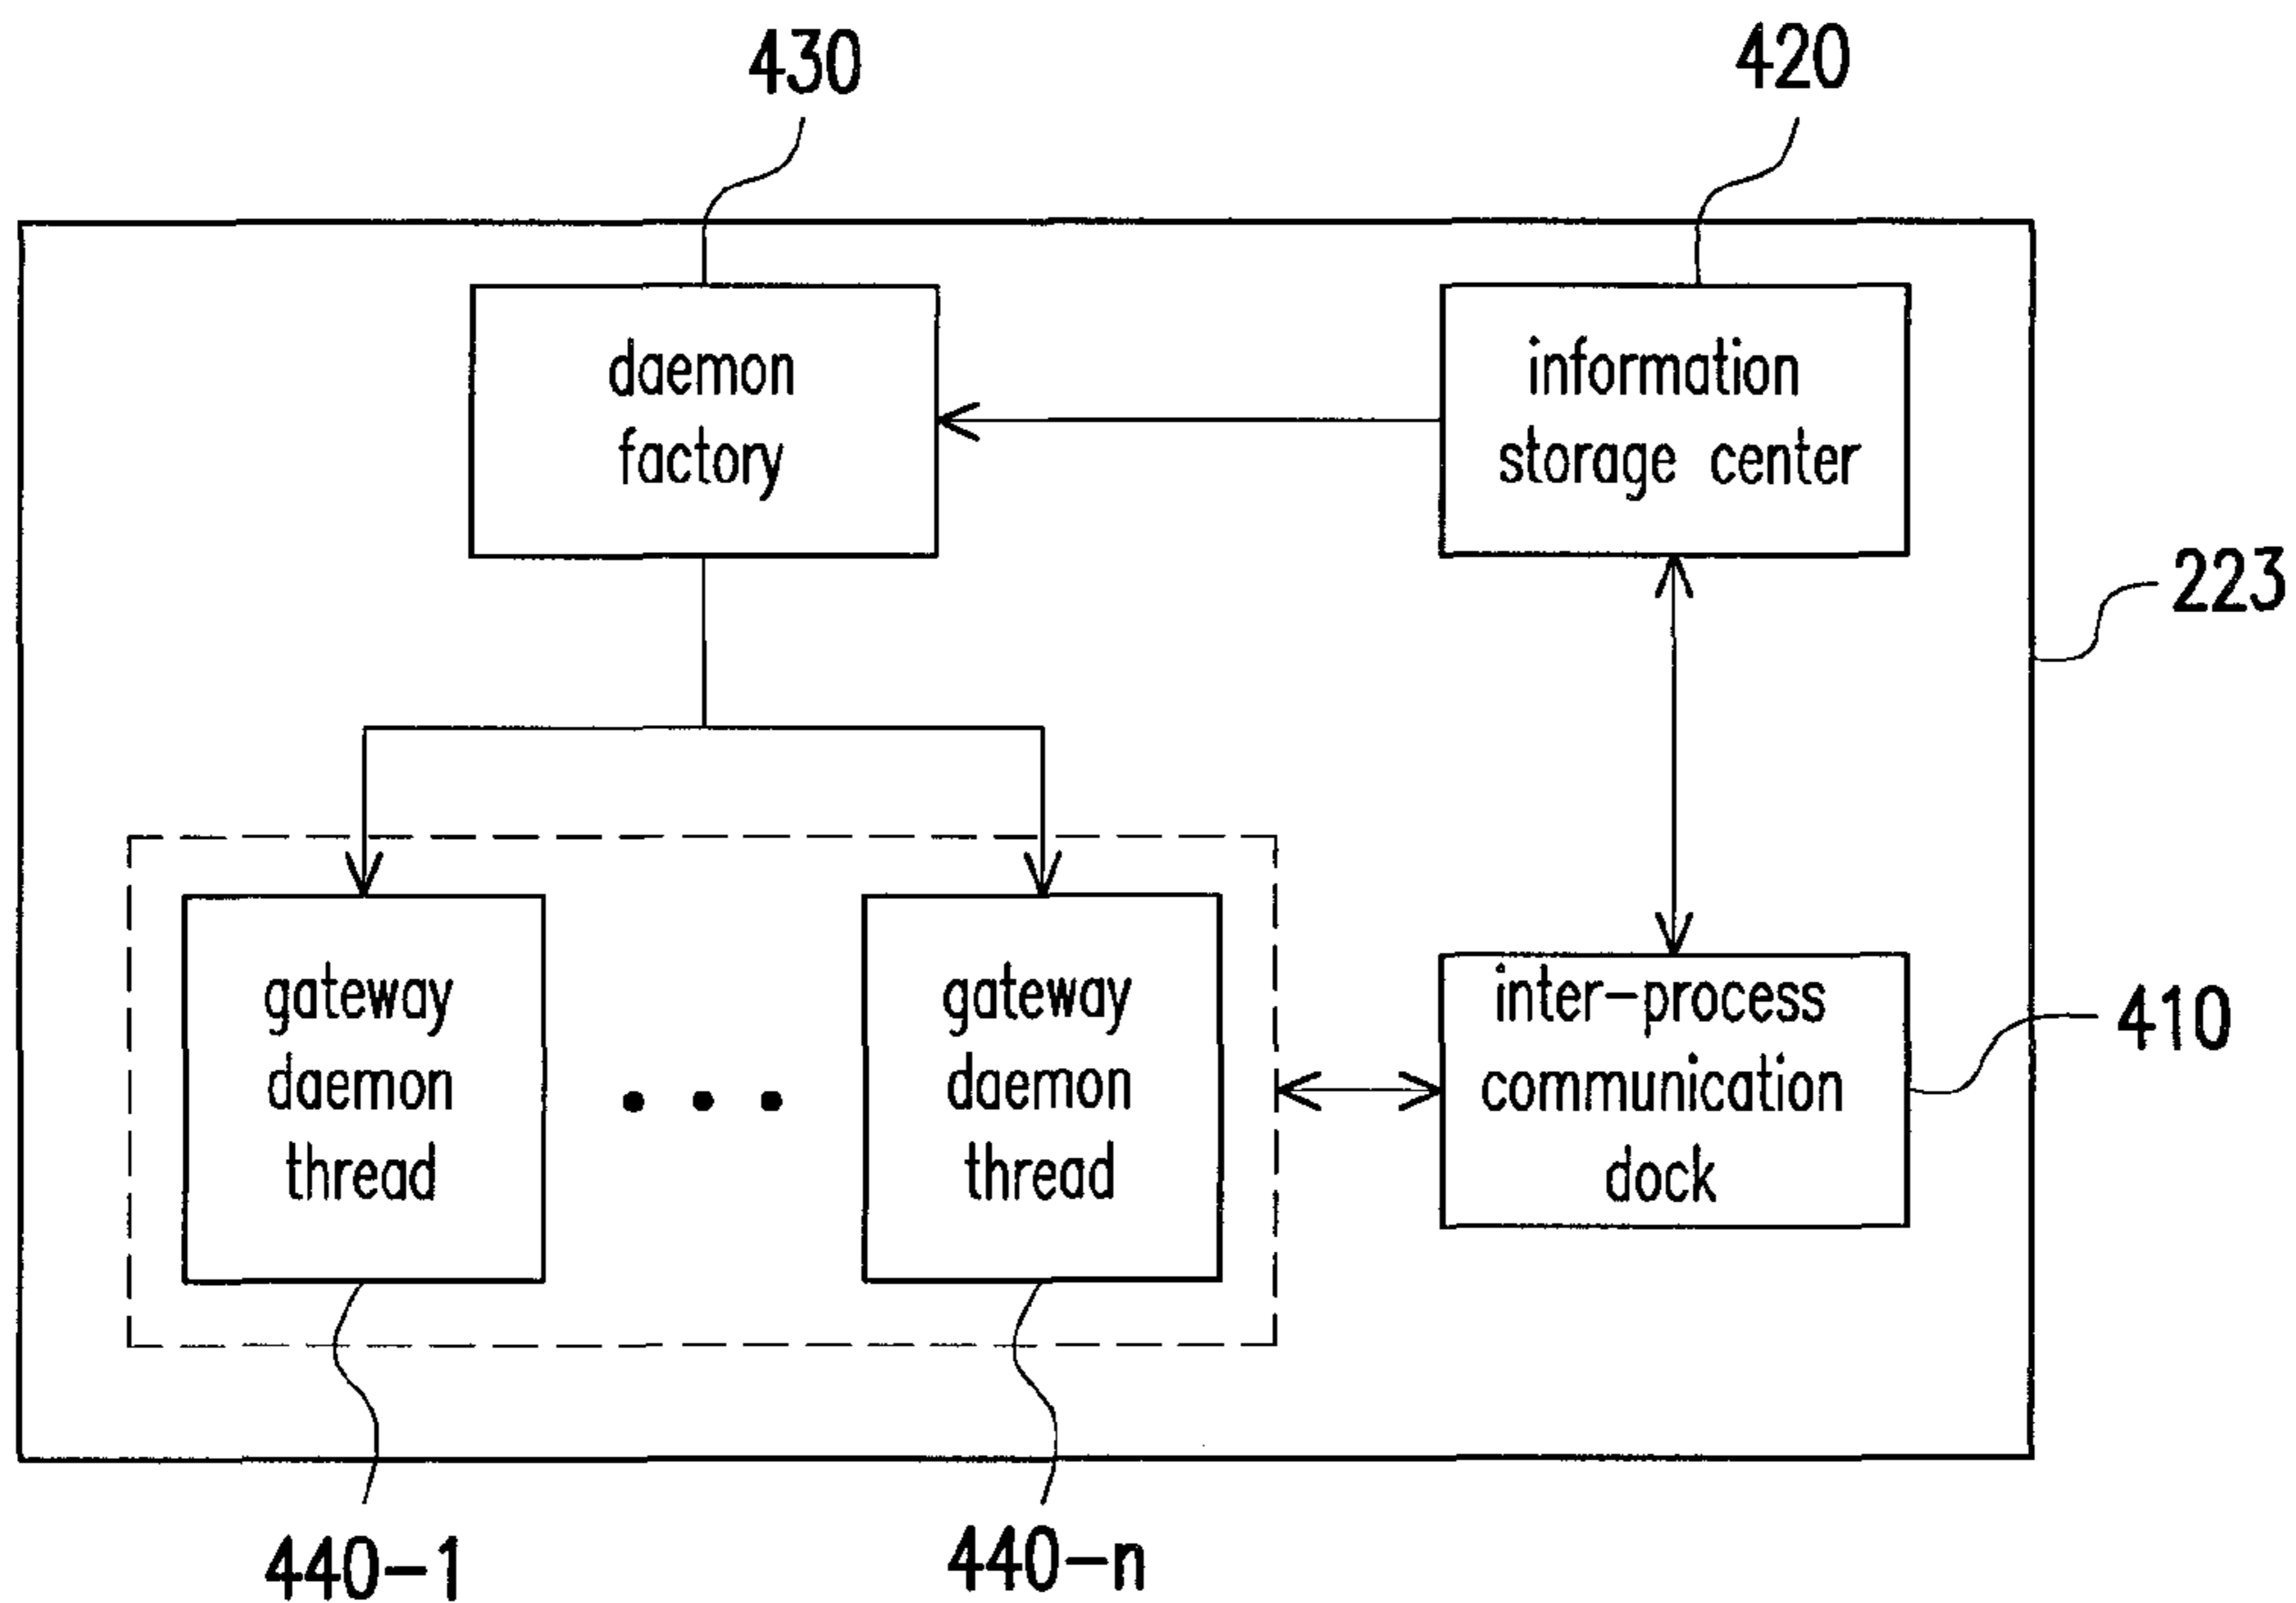 430
420
daemon
factory
information
storage center
223
gateway
daemon
thread
gateway
daemon
thread
inter-process
communication
dock
410
440-1
440-n